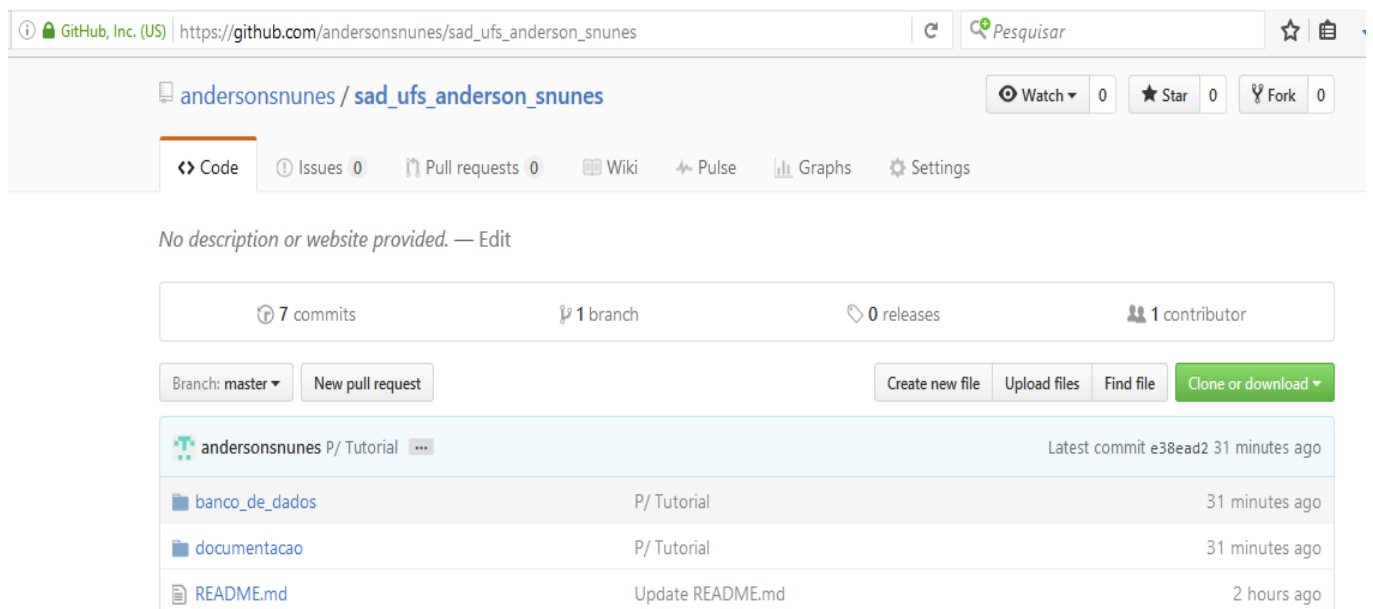 GitHub, Inc. (US) https://github.com/andersonsnunes/sad_ufs_anderson_snunes Pesquisar
andersonsnunes / sad_ufs_anderson_snunes Watch 0 Star 0 Fork 0
Code Issues 0 Pull requests 0 Wiki Pulse Graphs Settings
No description or website provided. — Edit
7 commits 1 branch 0 releases 1 contributor
Branch: master New pull request Create new file Upload files Find file Clone or download
andersonsnunes P/ Tutorial ... Latest commit e38ead2 31 minutes ago
banco_de_dados P/ Tutorial 31 minutes ago
documentacao P/ Tutorial 31 minutes ago
README.md Update README.md 2 hours ago